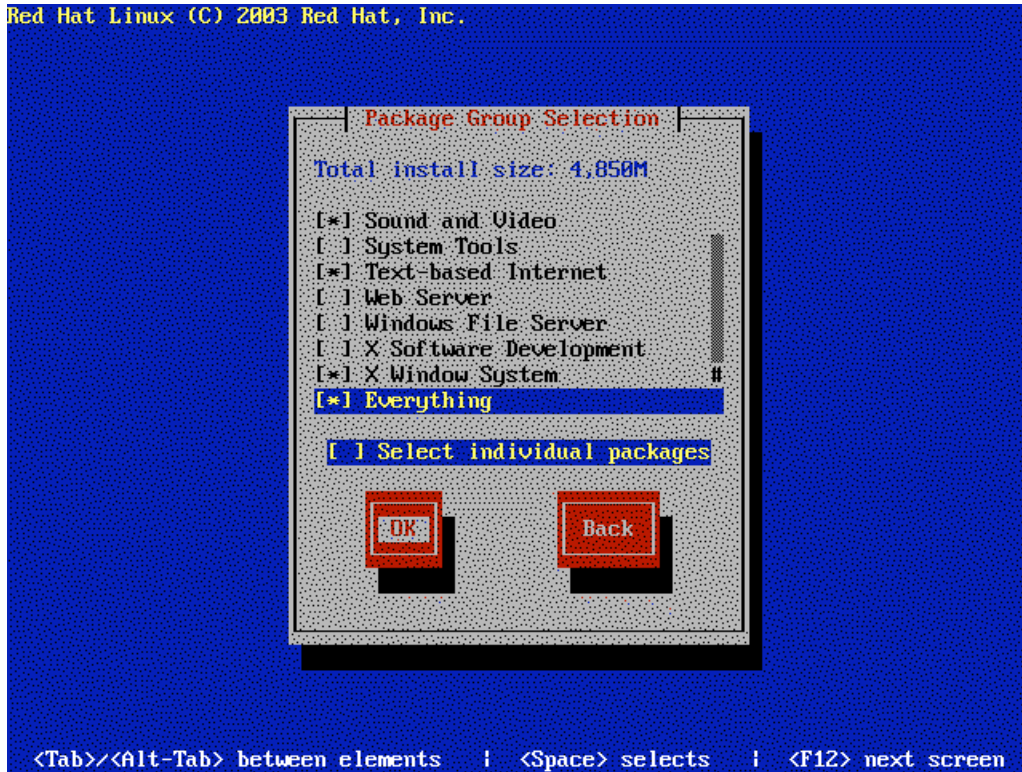 Red Hat Linux (C) 2003 Red Hat, Inc.
Package Group Selection
Total install size: 4,850M
[*] Sound and Video
[ ] System Tools
[*] Text-based Internet
[ ] Web Server
[ ] Windows File Server
[ ] X Software Development
[*] X Window System #
[*] Everything
[ ] Select individual packages
OK Back
<Tab>/<Alt-Tab> between elements | <Space> selects | <F12> next screen